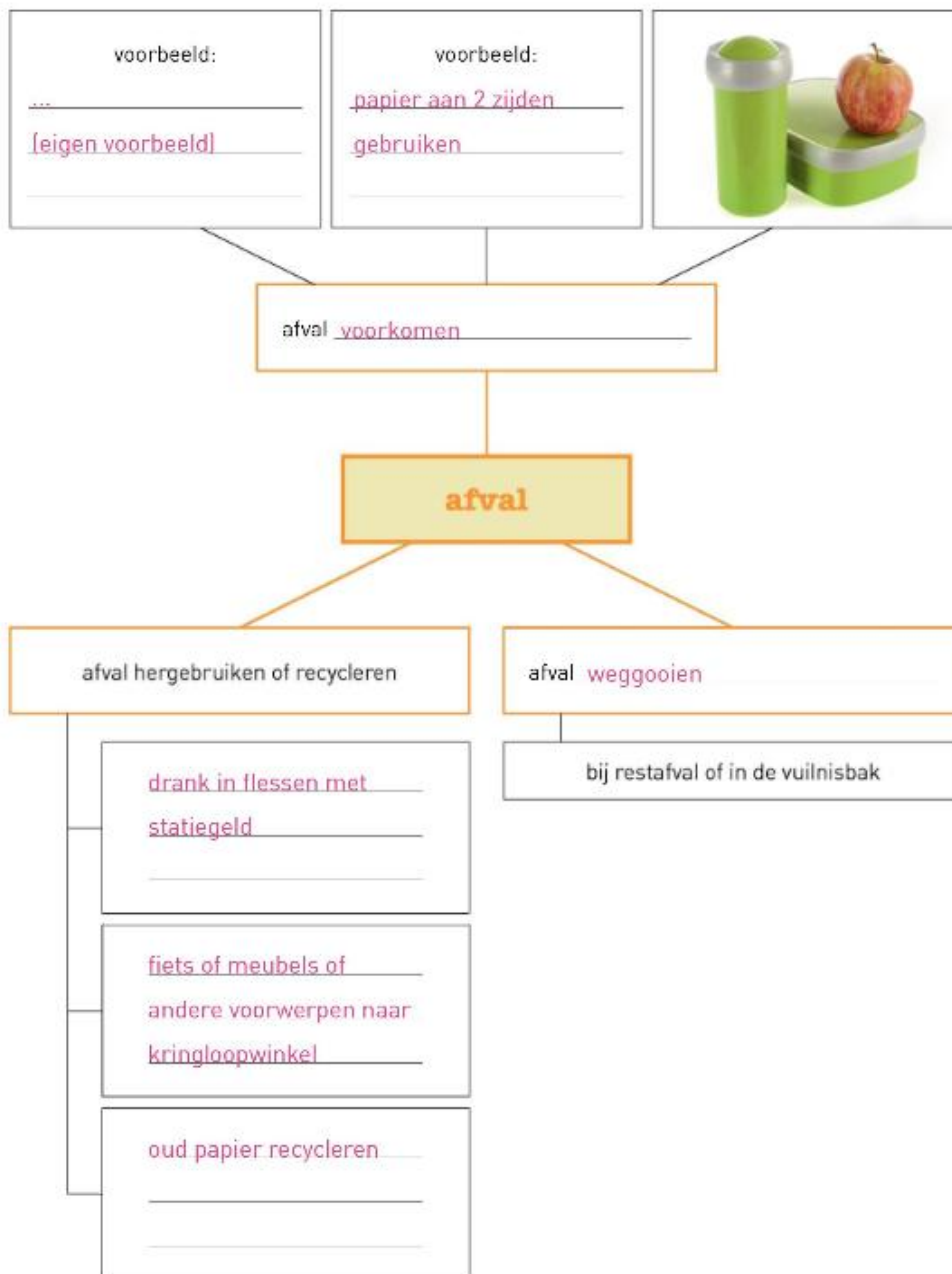 voorbeeld:
...
(eigen voorbeeld)
voorbeeld:
papier aan 2 zijden
gebruiken
afval voorkomen
afval
afval hergebruiken of recycleren
drank in flessen met
statiegeld
fiets of meubels of
andere voorwerpen naar
kringloopwinkel
oud papier recycleren
afval weggooien
bij restafval of in de vuilnisbak